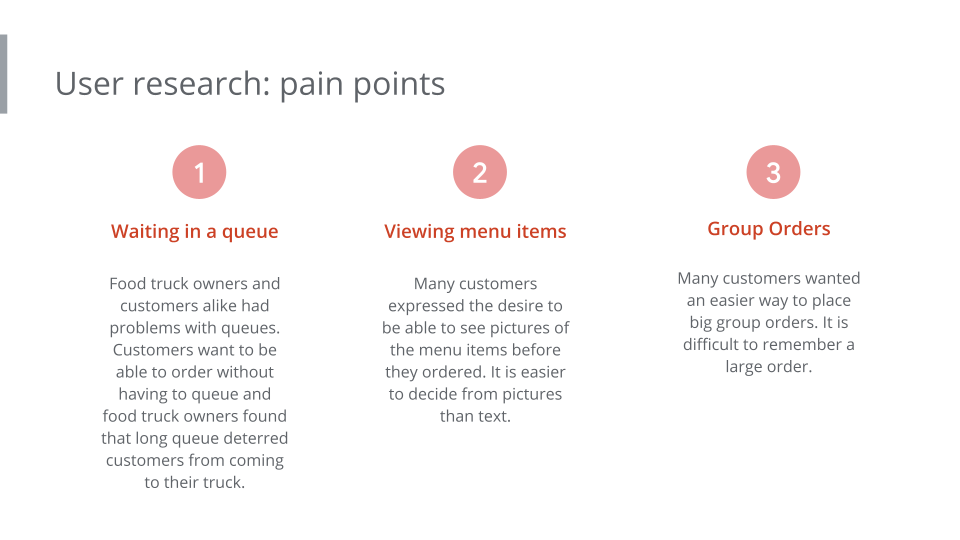 User research: pain points
1
Waiting in a queue
Food truck owners and
customers alike had
problems with queues.
Customers want to be
able to order without
having to queue and
food truck owners found
that long queue deterred
customers from coming
to their truck.
2
Viewing menu items
Many customers
expressed the desire to
be able to see pictures of
the menu items before
they ordered. It is easier
to decide from pictures
than text.
3
Group Orders
Many customers wanted
an easier way to place
big group orders. It is
difficult to remember a
large order.